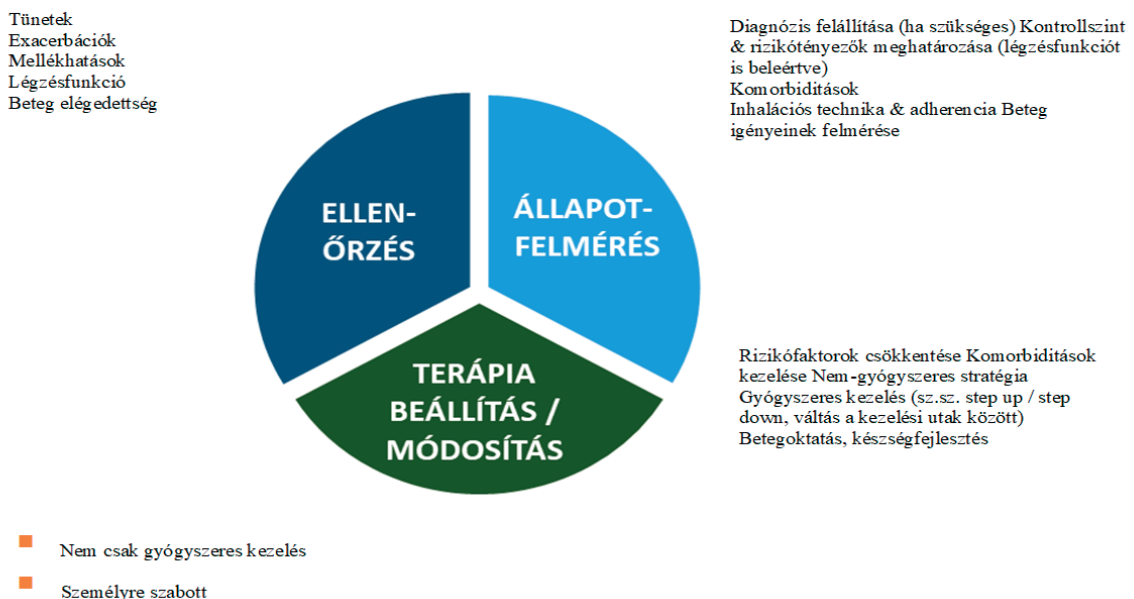 Tünetek
Exacerbációk
Mellékhatások
Légzésfunkció
Beteg elégedettség
Diagnózis felállítása (ha szükséges) Kontrollszint
& rizikótényezők meghatározása (légzésfunkciót
is beleértve)
Komorbiditások
Inhalációs technika & adherencia Beteg
igényeinek felmérése
ELLEN-
ŐRZÉS
ÁLLAPOT-
FELMÉRÉS
TERÁPIA
BEÁLLÍTÁS /
MÓDOSÍTÁS
Rizikófaktorok csökkentése Komorbiditások
kezelése Nem-gyógyszeres stratégia
Gyógyszeres kezelés (sz.sz. step up / step
down, váltás a kezelési utak között)
Betegoktatás, készségfejlesztés
Nem csak gyógyszeres kezelés
Személyre szabott